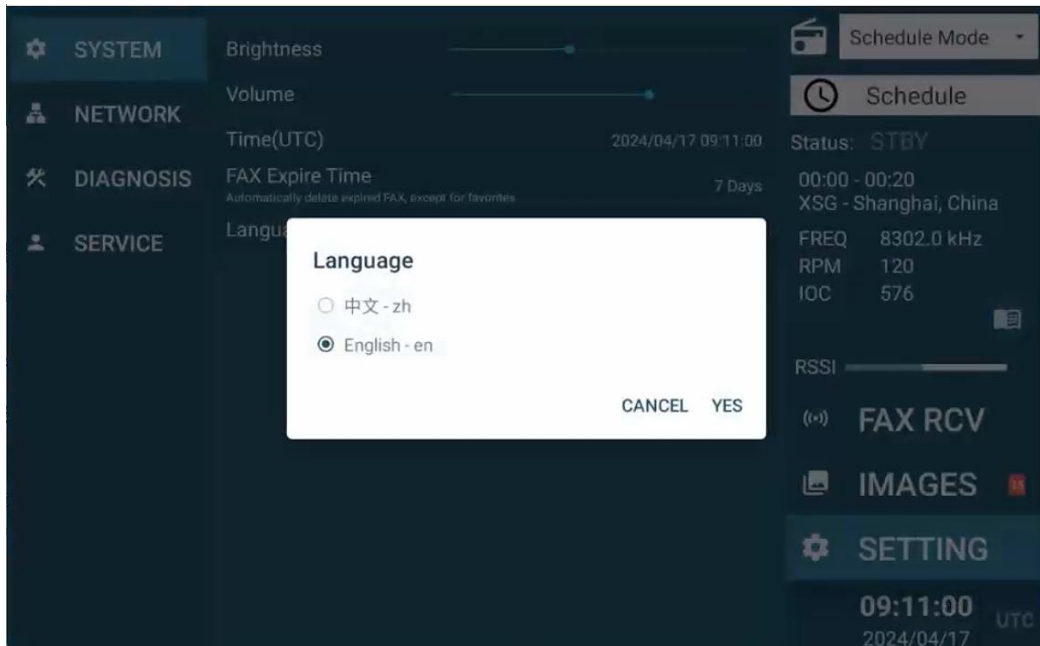 SYSTEM
NETWORK
DIAGNOSIS
SERVICE
Brightness
Volume
Time(UTC)
2024/04/17 09:11:00
FAX Expire Time
Automatically delete expired FAX, except for favorites
7 Days
Langua
Language
中文 - zh
English - en
CANCEL
YES
Schedule Mode
Schedule
Status: STBY
00:00 - 00:20
XSG - Shanghai, China
FREQ 8302.0 kHz
RPM 120
IOC 576
RSSI
FAX RCV
IMAGES
SETTING
09:11:00 UTC
2024/04/17